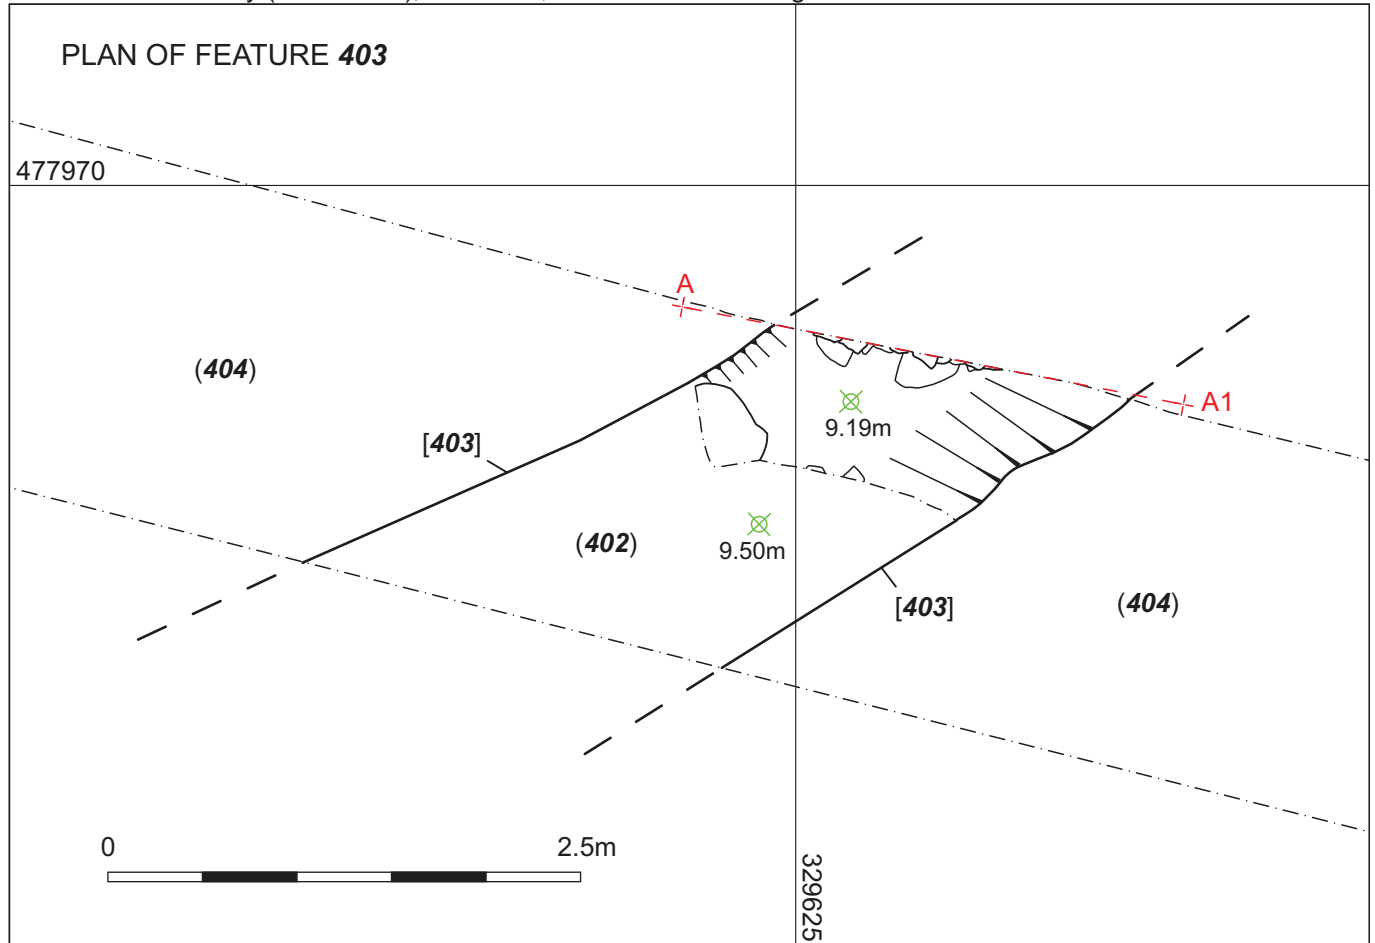 PLAN OF FEATURE 403
477970
A
(404)
A1
9.19m
[403]
(402)
9.50m
[403]
(404)
0 2.5m
329625